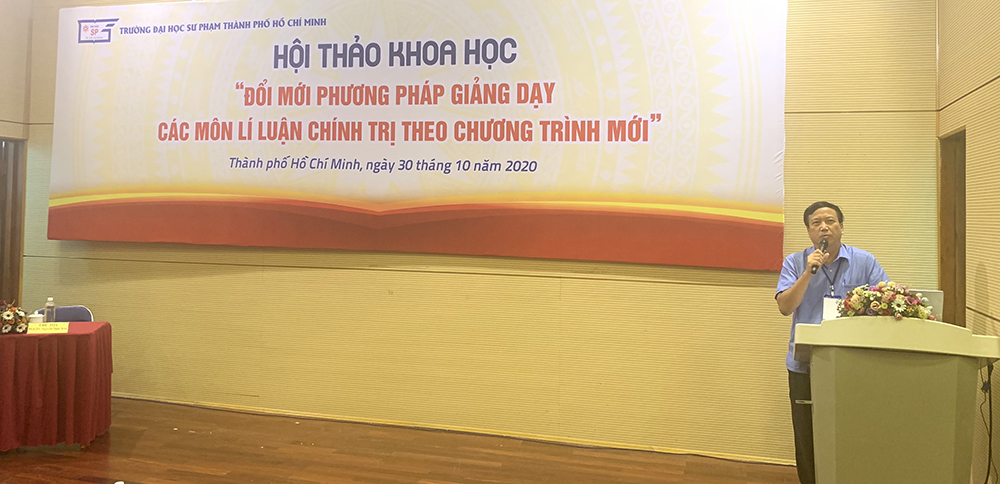 TRƯỜNG ĐẠI HỌC SƯ PHẠM THÀNH PHỐ HỒ CHÍ MINH
SP
HỘI THẢO KHOA HỌC
“ĐỔI MỚI PHƯƠNG PHÁP GIẢNG DẠY
CÁC MÔN LÍ LUẬN CHÍNH TRỊ THEO CHƯƠNG TRÌNH MỚI”
Thành phố Hồ Chí Minh, ngày 30 tháng 10 năm 2020